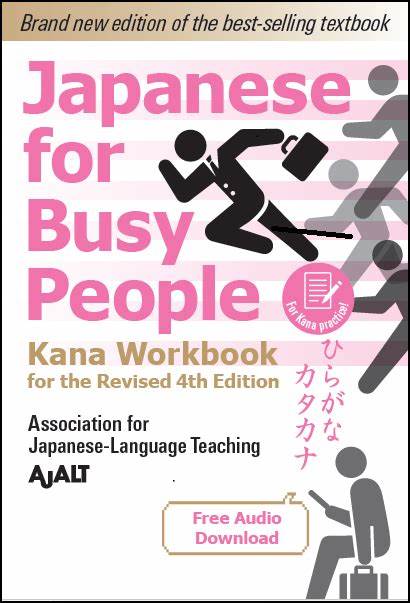 Brand new edition of the best-selling textbook
Japanese
for
Busy
People
For Kana practice!
Kana Workbook
for the Revised 4th Edition
ひらがな
カタカナ
Association for
Japanese-Language Teaching
AJALT
Free Audio
Download